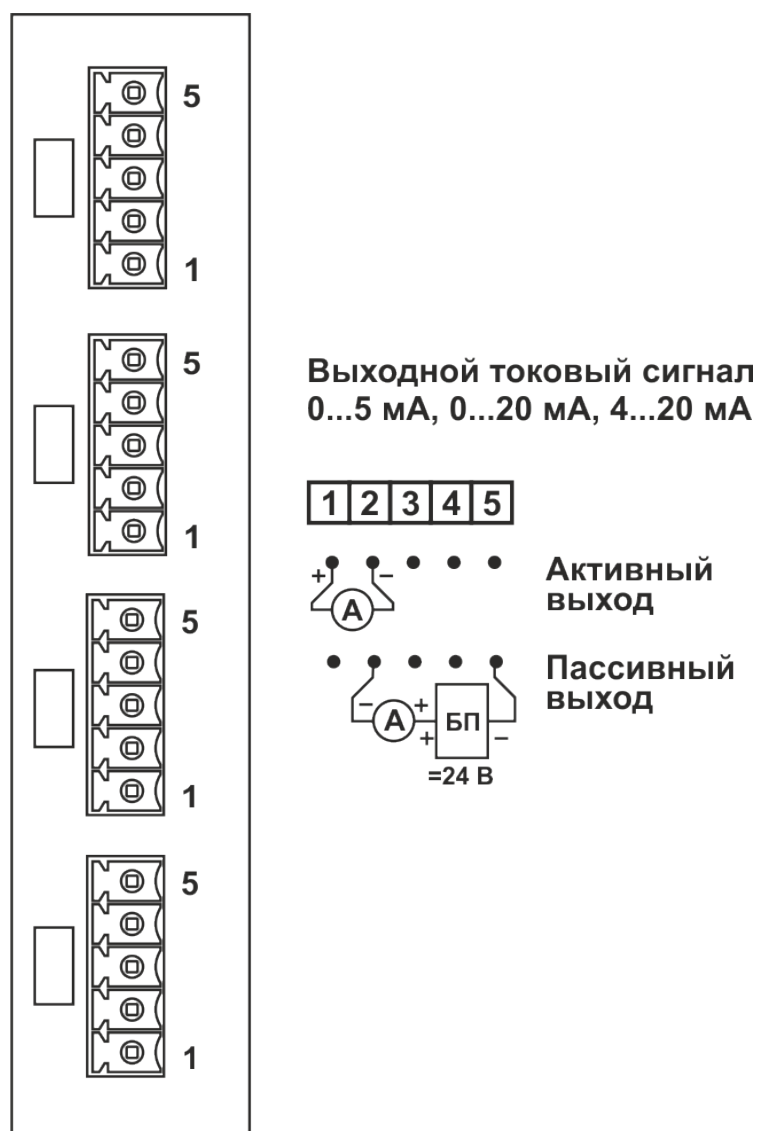 5
1
5
1
5
1
5
1
Выходной токовый сигнал
0...5 мА, 0...20 мА, 4...20 мА
1 2 3 4 5
+ −
А
Активный
выход
− А + + БП −
=24 В
Пассивный
выход